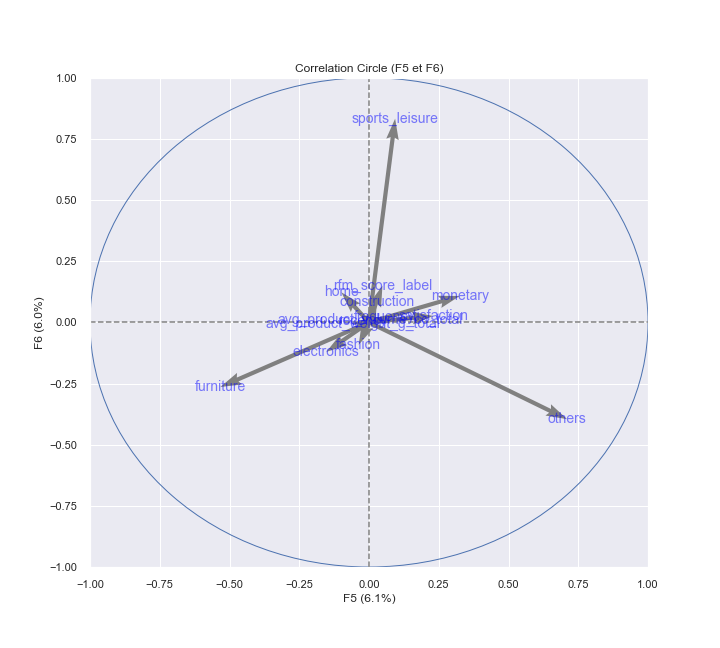 Correlation Circle (F5 et F6)
1.00
sports_leisure
0.75
0.50
0.25
rfm_score_label
home
monetary
construction
satisfaction
0.00
avg_product_weight_g_total
fashion
electronics
−0.25
furniture
others
−0.50
−0.75
−1.00
F6 (6.0%)
−1.00 −0.75 −0.50 −0.25 0.00 0.25 0.50 0.75 1.00
F5 (6.1%)